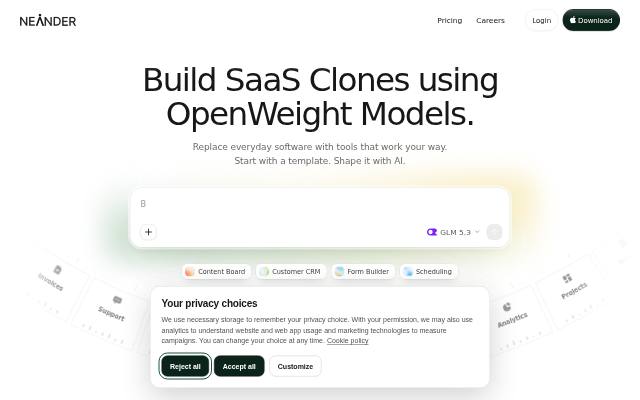 NEANDER
Pricing
Careers
Login
Download
Build SaaS Clones using
OpenWeight Models.
Replace everyday software with tools that work your way.
Start with a template. Shape it with AI.
B
GLM 5.3
Content Board
Customer CRM
Form Builder
Scheduling
Invoices
Support
Analytics
Projects
Your privacy choices
We use necessary storage to remember your privacy choice. With your permission, we may also use
analytics to understand website and web app usage and marketing technologies to measure
campaigns. You can change your choice at any time. Cookie policy
Reject all
Accept all
Customize